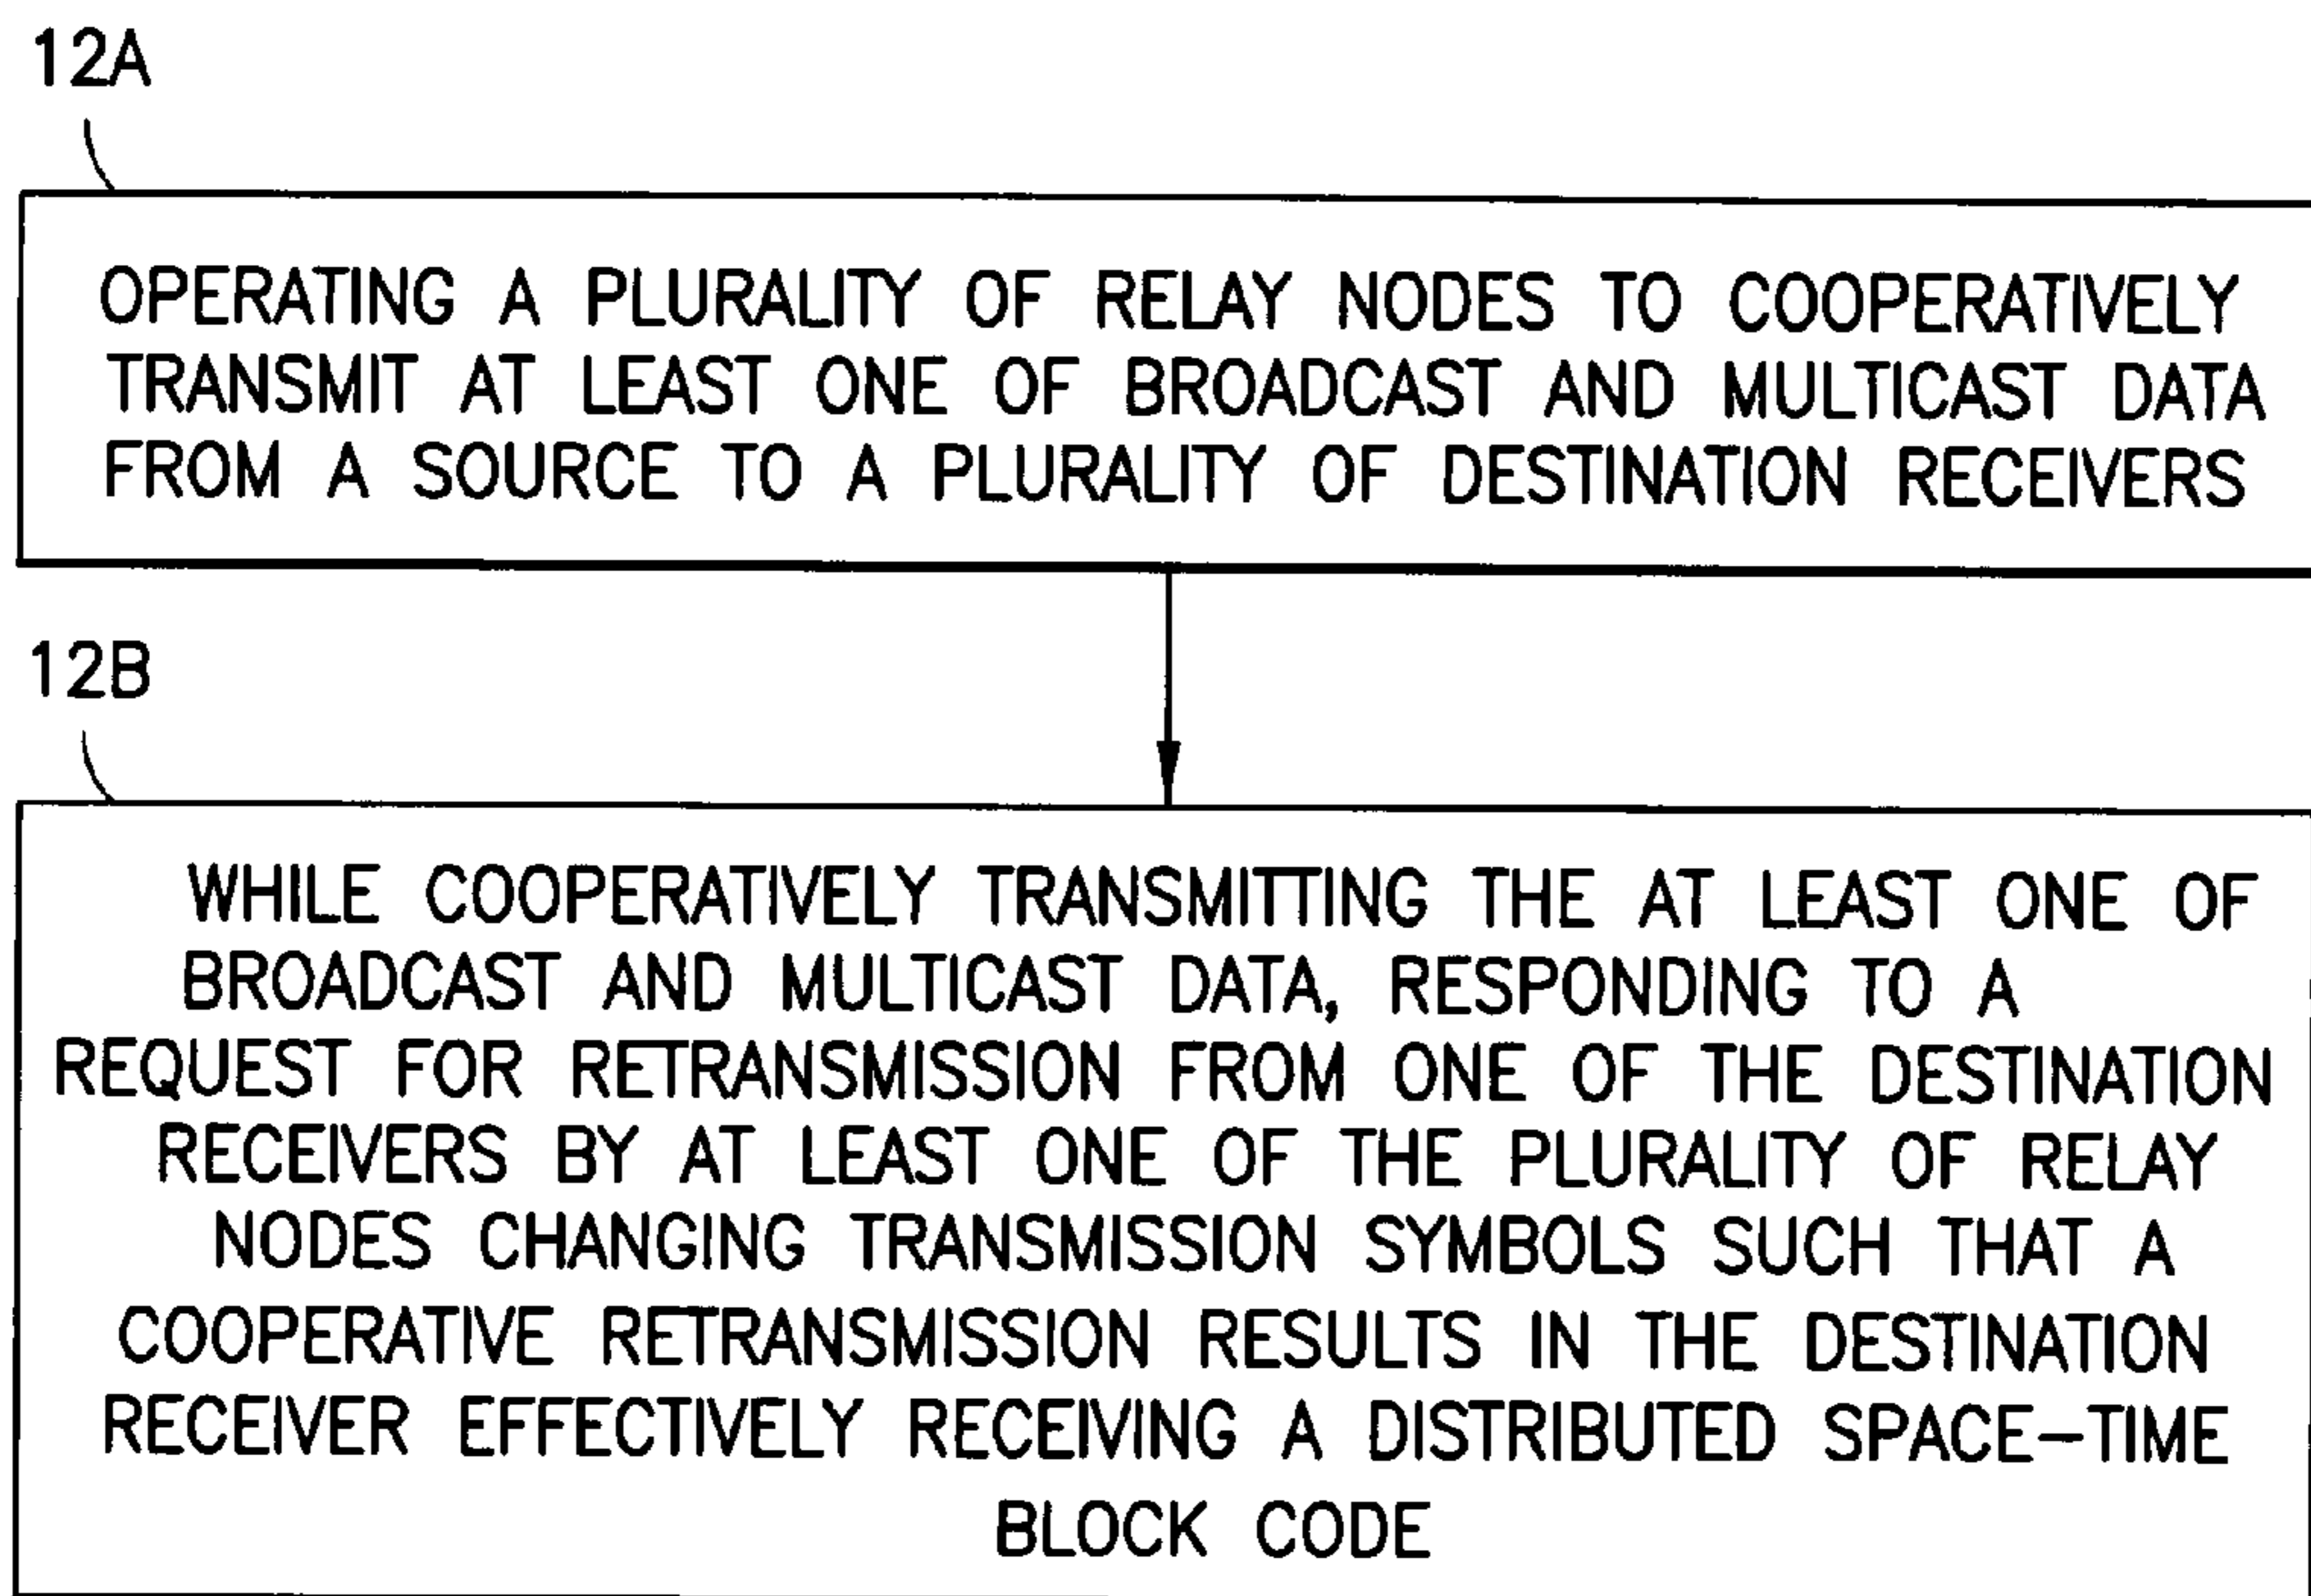 12A
OPERATING A PLURALITY OF RELAY NODES TO COOPERATIVELY
TRANSMIT AT LEAST ONE OF BROADCAST AND MULTICAST DATA
FROM A SOURCE TO A PLURALITY OF DESTINATION RECEIVERS
12B
WHILE COOPERATIVELY TRANSMITTING THE AT LEAST ONE OF
BROADCAST AND MULTICAST DATA, RESPONDING TO A
REQUEST FOR RETRANSMISSION FROM ONE OF THE DESTINATION
RECEIVERS BY AT LEAST ONE OF THE PLURALITY OF RELAY
NODES CHANGING TRANSMISSION SYMBOLS SUCH THAT A
COOPERATIVE RETRANSMISSION RESULTS IN THE DESTINATION
RECEIVER EFFECTIVELY RECEIVING A DISTRIBUTED SPACE–TIME
BLOCK CODE